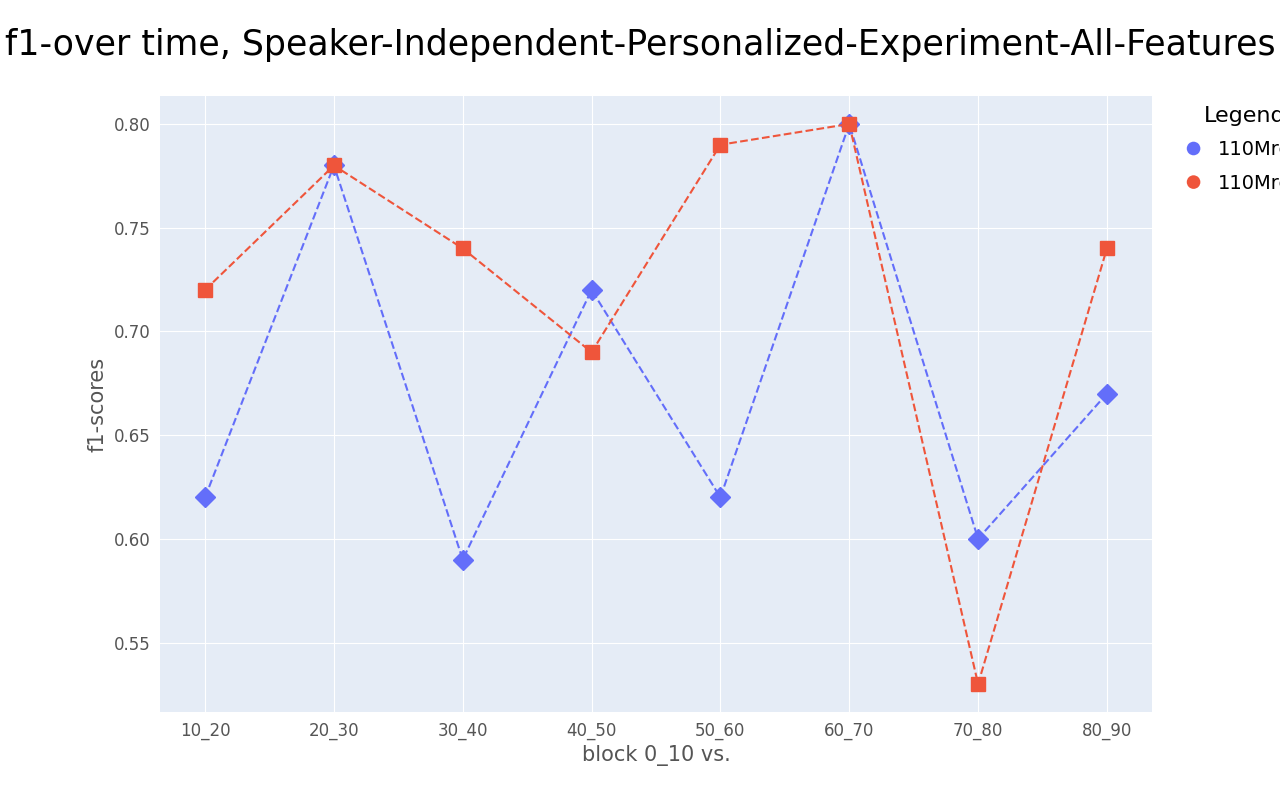 f1-over time, Speaker-Independent-Personalized-Experiment-All-Features
Legend
110Mr
110Mr
0.80
0.75
0.70
0.65
0.60
0.55
f1-scores
10_20 20_30 30_40 40_50 50_60 60_70 70_80 80_90
block 0_10 vs.